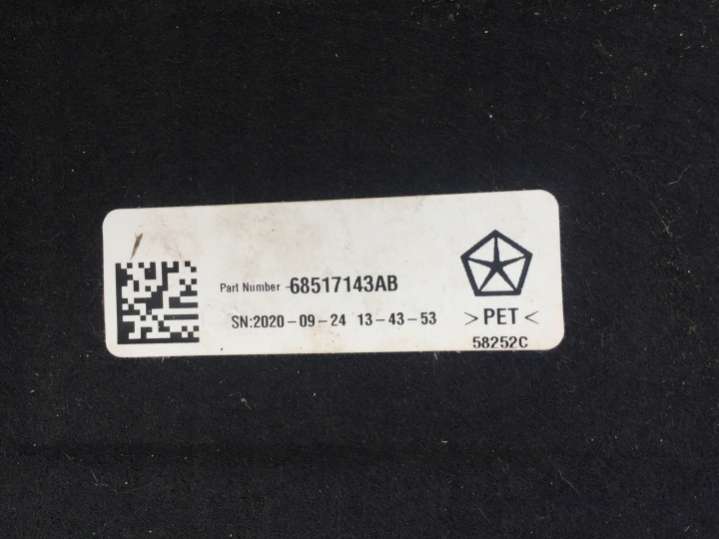 Part Number -68517143AB
SN:2020-09-24 13-43-53
>PET<
58252C